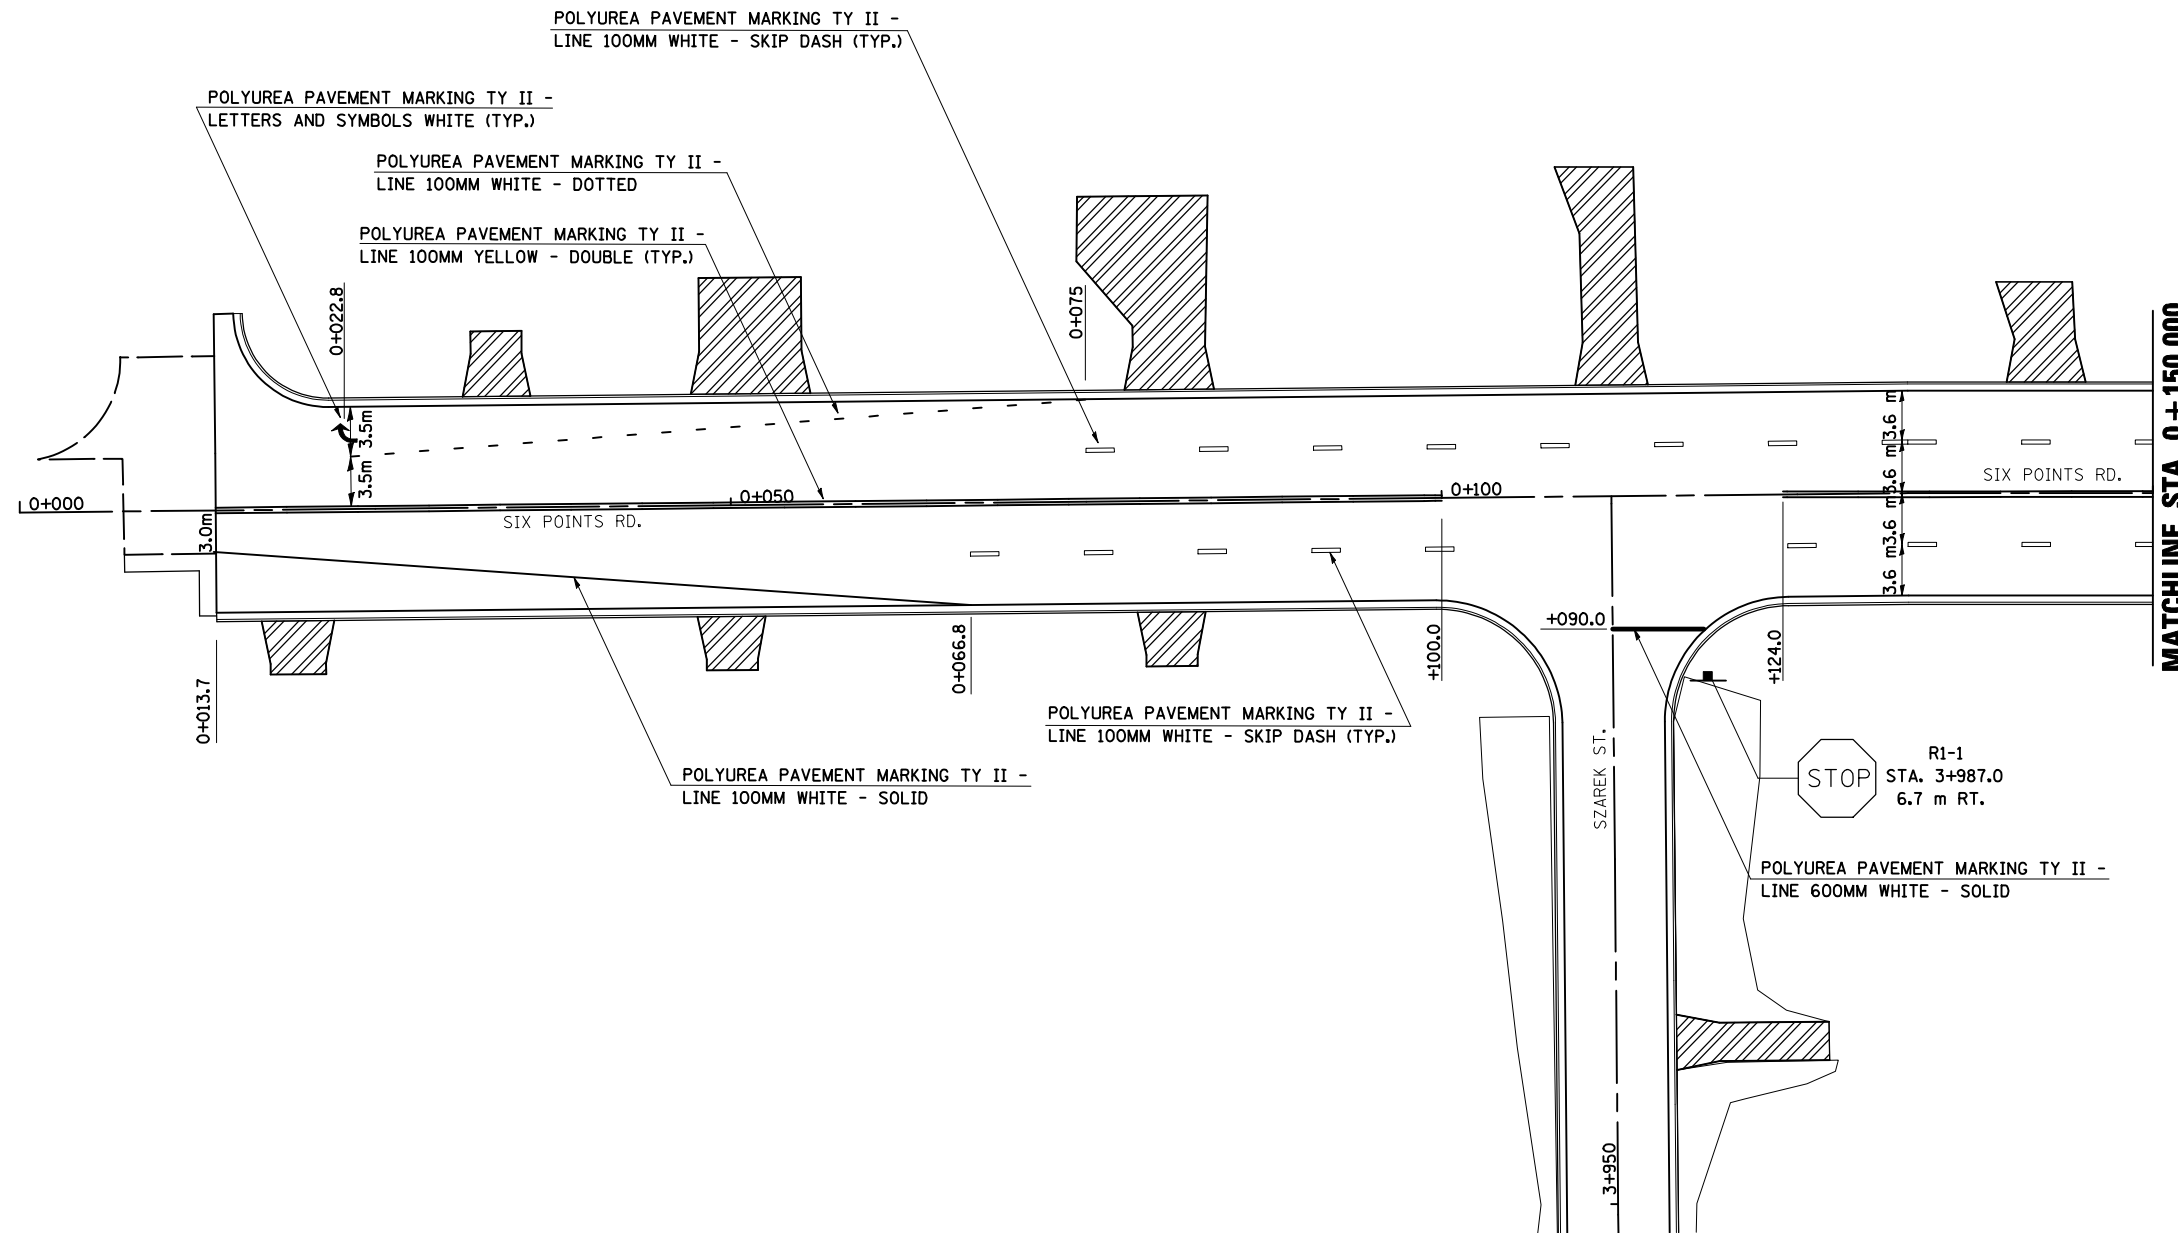 POLYUREA PAVEMENT MARKING TY II -
LINE 100MM WHITE - SKIP DASH (TYP.)
POLYUREA PAVEMENT MARKING TY II -
LETTERS AND SYMBOLS WHITE (TYP.)
POLYUREA PAVEMENT MARKING TY II -
LINE 100MM WHITE - DOTTED
POLYUREA PAVEMENT MARKING TY II -
LINE 100MM YELLOW - DOUBLE (TYP.)
0+022.8
0+075
3.5m
3.5m
0+000
0+050
0+100
SIX POINTS RD.
SIX POINTS RD.
3.0m
3.6 m
3.6 m
3.6 m
3.6 m
MATCHLINE STA. 0+150.000
0+013.7
0+066.8
+100.0
+090.0
+124.0
POLYUREA PAVEMENT MARKING TY II -
LINE 100MM WHITE - SKIP DASH (TYP.)
POLYUREA PAVEMENT MARKING TY II -
LINE 100MM WHITE - SOLID
SZAREK ST.
STOP
R1-1
STA. 3+987.0
6.7 m RT.
POLYUREA PAVEMENT MARKING TY II -
LINE 600MM WHITE - SOLID
3+950